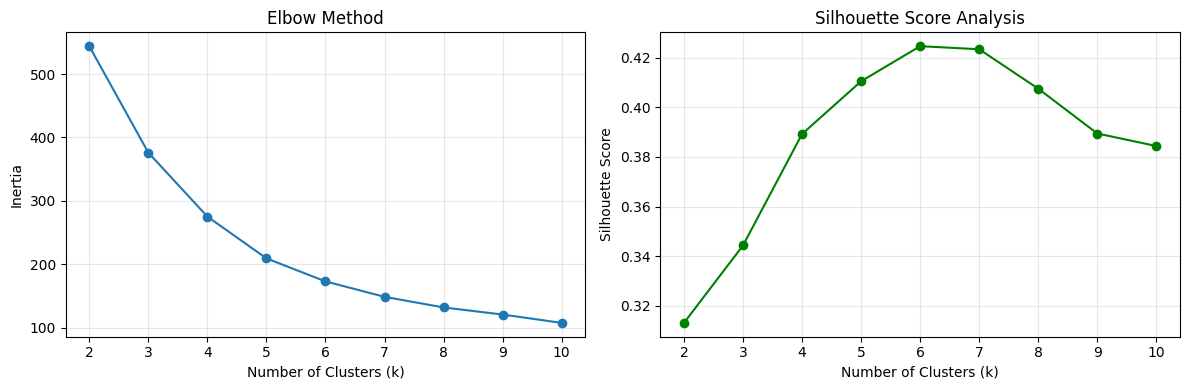 Elbow Method
500
400
300
200
100
Inertia
2 3 4 5 6 7 8 9 10
Number of Clusters (k)
Silhouette Score Analysis
0.42
0.40
0.38
0.36
0.34
0.32
Silhouette Score
2 3 4 5 6 7 8 9 10
Number of Clusters (k)